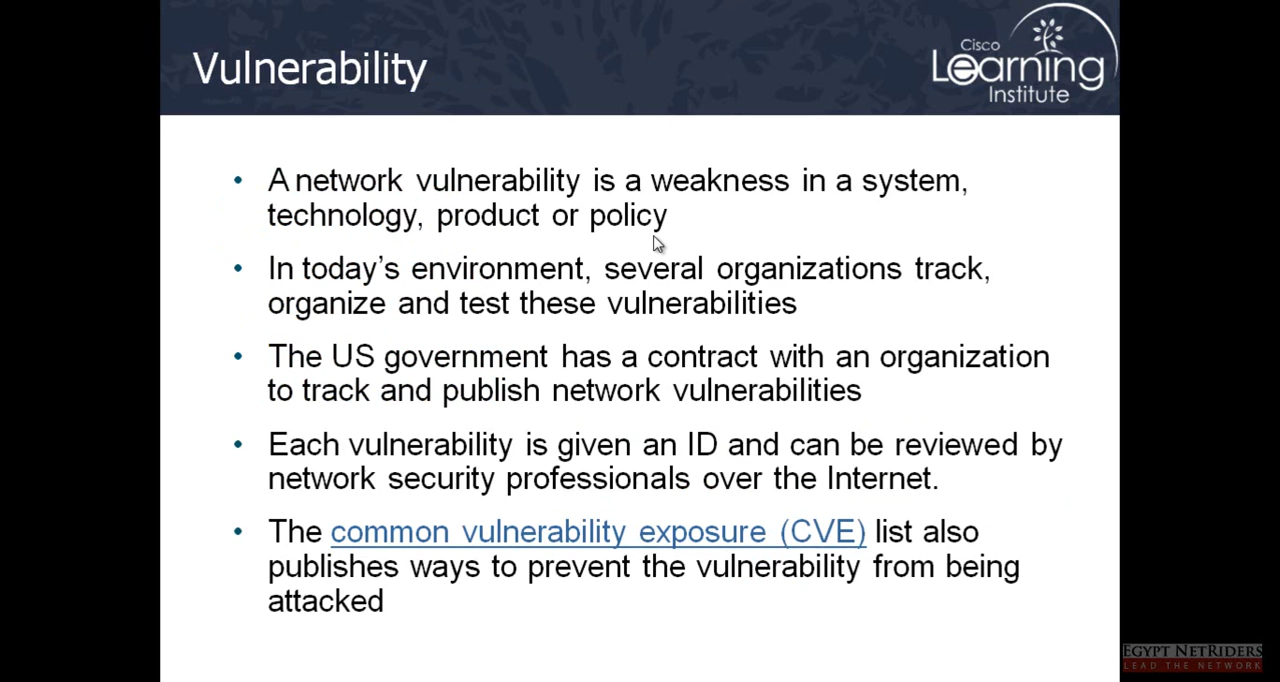 Vulnerability
Cisco
Learning
Institute
• A network vulnerability is a weakness in a system,
technology, product or policy
• In today’s environment, several organizations track,
organize and test these vulnerabilities
• The US government has a contract with an organization
to track and publish network vulnerabilities
• Each vulnerability is given an ID and can be reviewed by
network security professionals over the Internet.
• The common vulnerability exposure (CVE) list also
publishes ways to prevent the vulnerability from being
attacked
EGYPT NETRIDERS
LEAD THE NETWORK